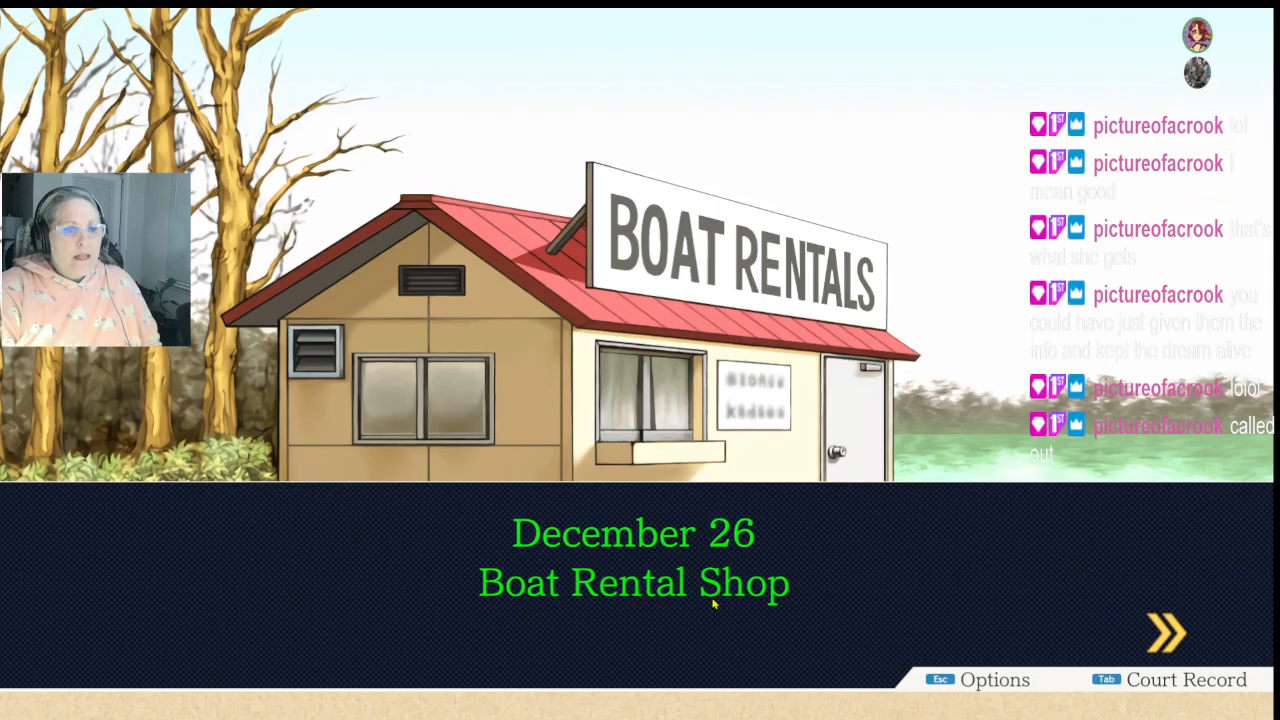 BOAT RENTALS
pictureofacrook lol
pictureofacrook I
mean good
pictureofacrook that's
what she gets
pictureofacrook you
could have just given them the
info and kept the dream alive
pictureofacrook lolol
pictureofacrook called
out
December 26
Boat Rental Shop
Esc Options
Tab Court Record